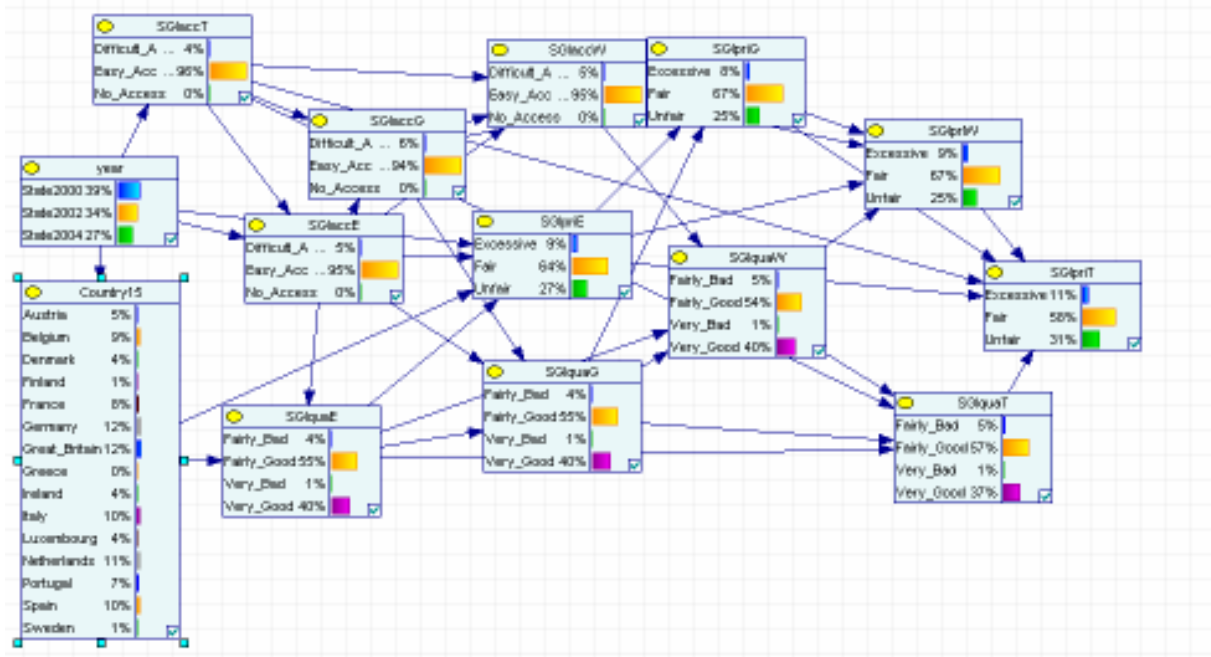 SGIaccT
Difficult_A ... 4%
Easy_Acc ... 96%
No_Access 0%
SGIaccW
Difficult_A ... 5%
Easy_Acc ... 95%
No_Access 0%
SGIpriG
Excessive 8%
Fair 67%
Unfair 25%
SGIaccG
Difficult_A ... 6%
Easy_Acc ... 94%
No_Access 0%
SGIpriW
Excessive 9%
Fair 67%
Unfair 25%
year
State2000 39%
State2002 34%
State2004 27%
SGIaccE
Difficult_A ... 5%
Easy_Acc ... 95%
No_Access 0%
SGIpriE
Excessive 9%
Fair 64%
Unfair 27%
SGIquaW
Fairly_Bad 5%
Fairly_Good 54%
Very_Bad 1%
Very_Good 40%
SGIpriT
Excessive 11%
Fair 58%
Unfair 31%
Country15
Austria 5%
Belgium 9%
Denmark 4%
Finland 1%
France 8%
Germany 12%
Great_Britain 12%
Greece 0%
Ireland 4%
Italy 10%
Luxembourg 4%
Netherlands 11%
Portugal 7%
Spain 10%
Sweden 1%
SGIquaE
Fairly_Bad 4%
Fairly_Good 55%
Very_Bad 1%
Very_Good 40%
SGIquaG
Fairly_Bad 4%
Fairly_Good 55%
Very_Bad 1%
Very_Good 40%
SGIquaT
Fairly_Bad 5%
Fairly_Good 57%
Very_Bad 1%
Very_Good 37%